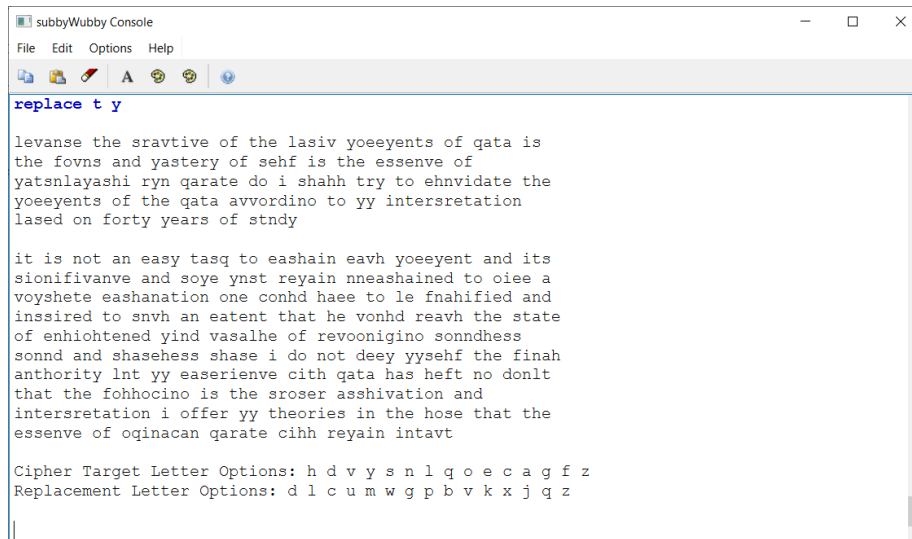 subbyWubby Console
File Edit Options Help
A
replace t y
levanse the sravtive of the lasiv yoeeyents of qata is
the fovns and yastery of sehf is the essenve of
yatsnlayashi ryn qarate do i shahh try to ehnvidate the
yoeeyents of the qata avvordino to yy intersretation
lased on forty years of stndy
it is not an easy tasq to eashain eavh yoeeyent and its
sionifivanve and soye ynst reyain nneashained to oiee a
voyshete eashanation one conhd haee to le fnahified and
inssired to snvh an eatent that he vonhd reavh the state
of enhiohtened yind vasalhe of revoonigino sonndhess
sonnd and shasehess shase i do not deey yysehf the finah
anthority lnt yy easerienve cith qata has heft no donlt
that the fohhocino is the sroser asshivation and
intersretation i offer yy theories in the hose that the
essenve of oqinacan qarate cihh reyain intavt
Cipher Target Letter Options: h d v y s n l q o e c a g f z
Replacement Letter Options: d l c u m w g p b v k x j q z